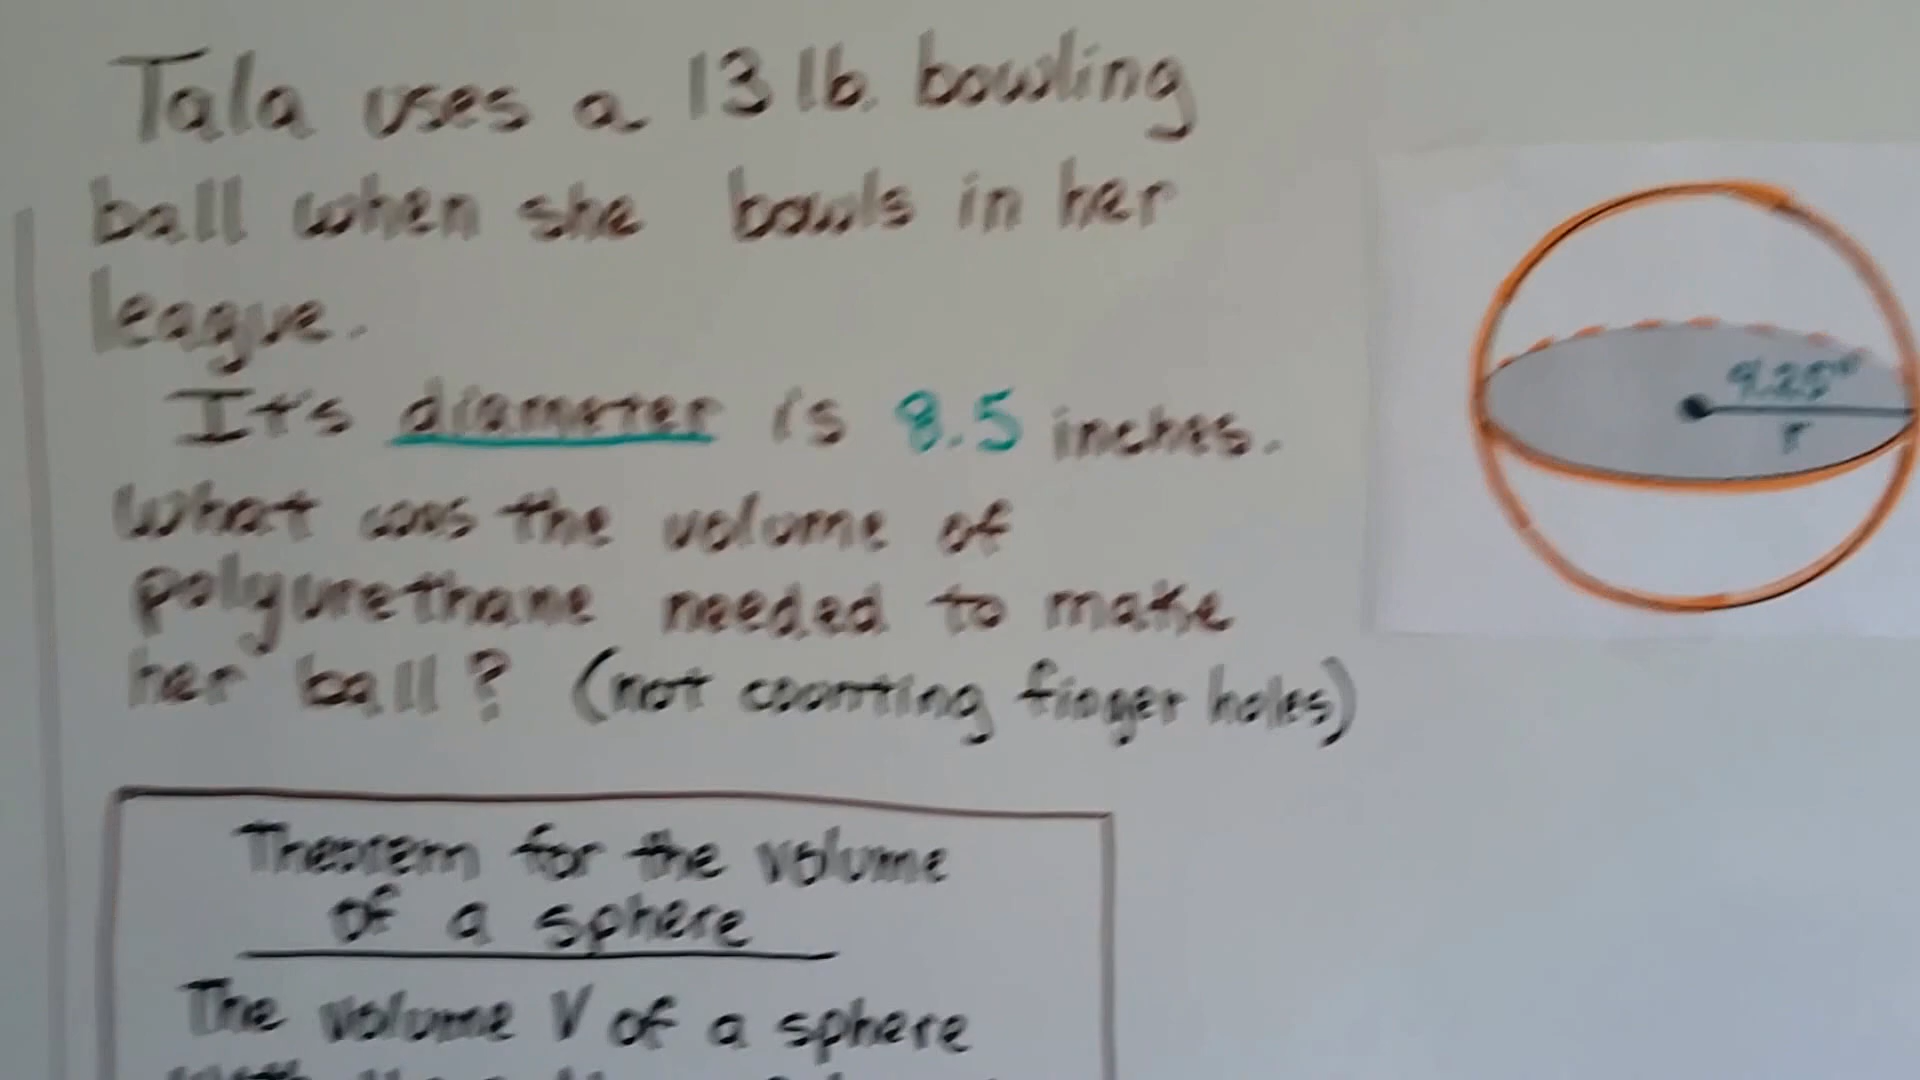 Tala uses a 13 lb. bowling
ball when she bowls in her
league.
It's diameter is 8.5 inches.
What was the volume of
polyurethane needed to make
her ball? (not counting finger holes)
4.25"
r
Theorem for the volume
of a sphere
The volume V of a sphere